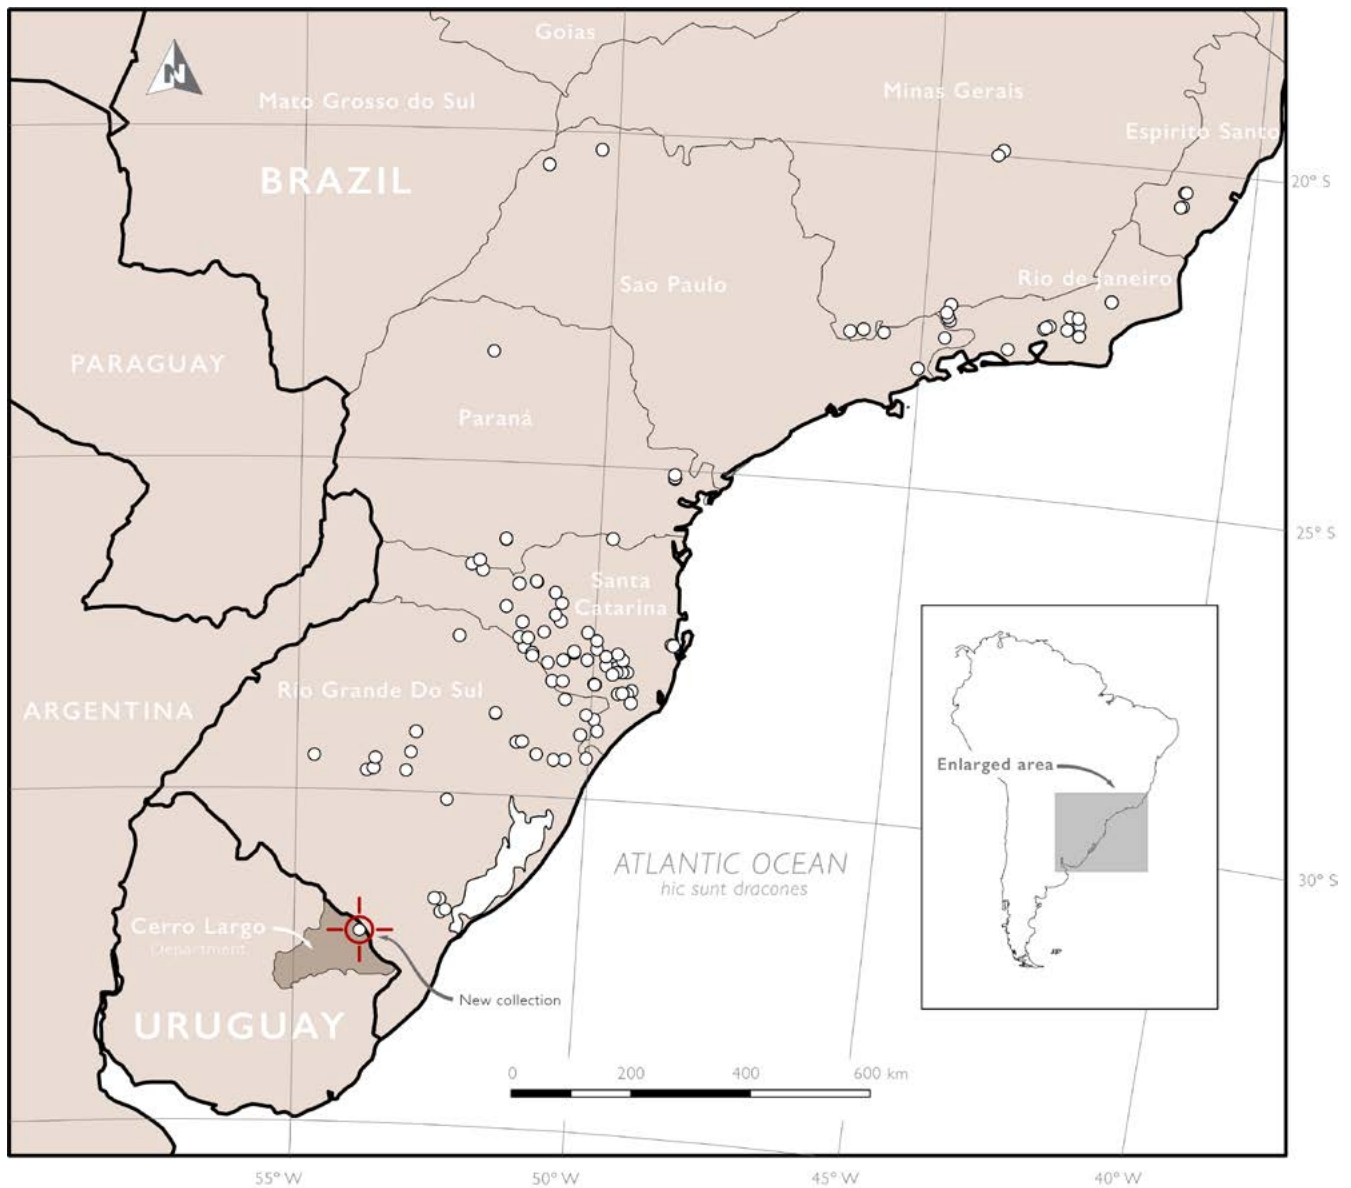 Goias
N
Mato Grosso do Sul
Minas Gerais
Espirito Santo
BRAZIL
20° S
Rio de Janeiro
Sao Paulo
PARAGUAY
Paraná
25° S
Santa
Catarina
Rio Grande Do Sul
ARGENTINA
Enlarged area
ATLANTIC OCEAN
hic sunt dracones
30° S
Cerro Largo
Department
New collection
URUGUAY
0 200 400 600 km
55° W 50° W 45° W 40° W